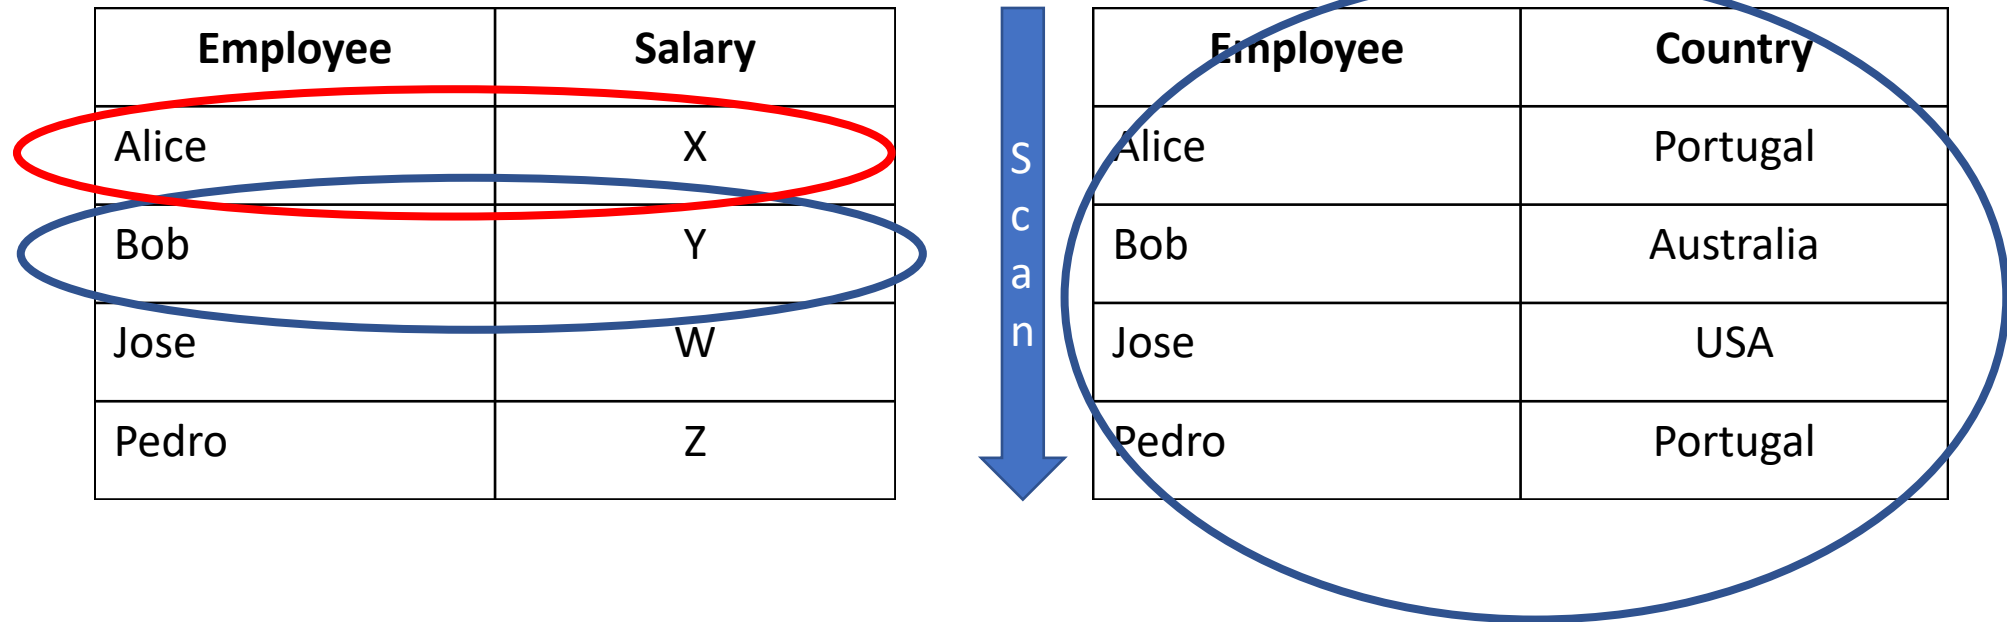 Employee Salary
Alice X
Bob Y
Jose W
Pedro Z
Scan
Employee Country
Alice Portugal
Bob Australia
Jose USA
Pedro Portugal